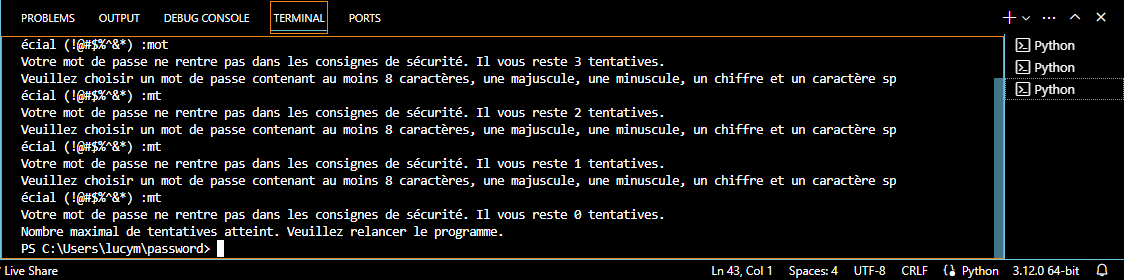 PROBLEMS OUTPUT DEBUG CONSOLE TERMINAL PORTS
écial (!@#$%^&*) :mot
Votre mot de passe ne rentre pas dans les consignes de sécurité. Il vous reste 3 tentatives.
Veuillez choisir un mot de passe contenant au moins 8 caractères, une majuscule, une minuscule, un chiffre et un caractère sp
écial (!@#$%^&*) :mt
Votre mot de passe ne rentre pas dans les consignes de sécurité. Il vous reste 2 tentatives.
Veuillez choisir un mot de passe contenant au moins 8 caractères, une majuscule, une minuscule, un chiffre et un caractère sp
écial (!@#$%^&*) :mt
Votre mot de passe ne rentre pas dans les consignes de sécurité. Il vous reste 1 tentatives.
Veuillez choisir un mot de passe contenant au moins 8 caractères, une majuscule, une minuscule, un chiffre et un caractère sp
écial (!@#$%^&*) :mt
Votre mot de passe ne rentre pas dans les consignes de sécurité. Il vous reste 0 tentatives.
Nombre maximal de tentatives atteint. Veuillez relancer le programme.
PS C:\Users\lucym\password>
Python
Python
Python
Live Share Ln 43, Col 1 Spaces: 4 UTF-8 CRLF Python 3.12.0 64-bit